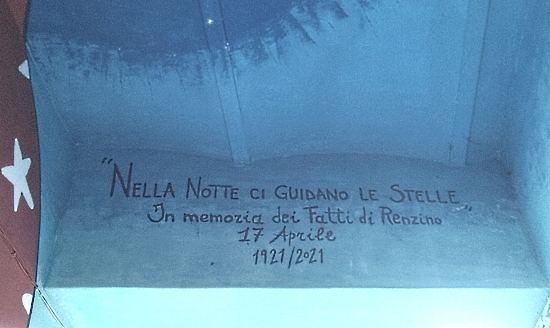 "NELLA NOTTE CI GUIDANO LE STELLE"
In memoria dei Fatti di Renzino
17 Aprile
1921/2021